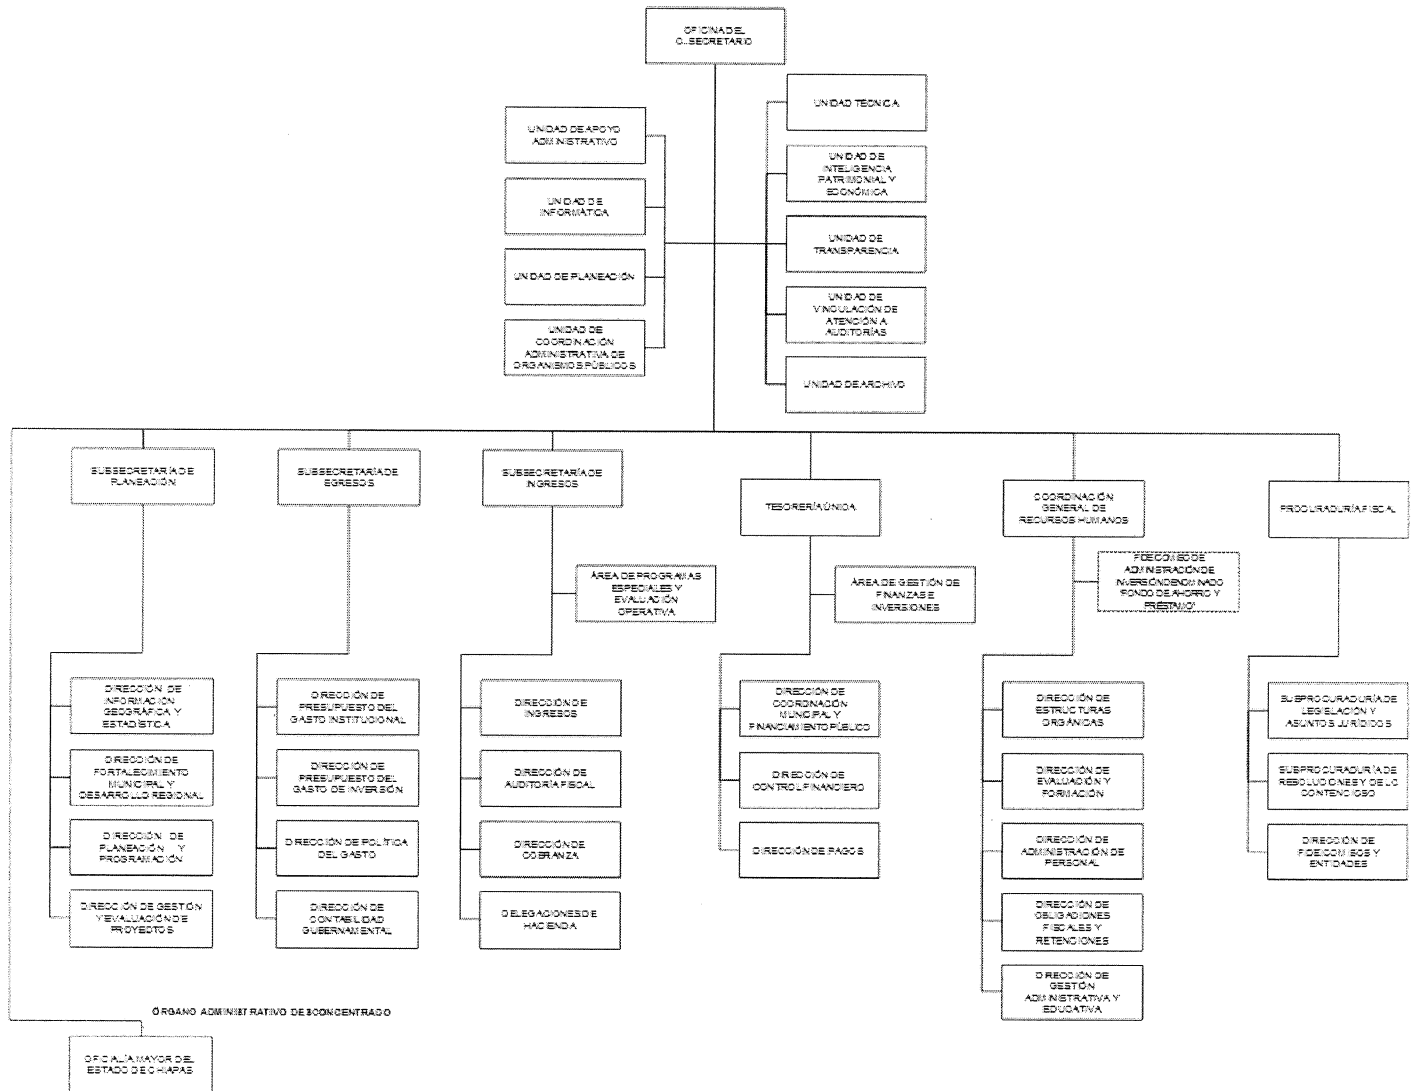 OFICINA DEL
C. SECRETARIO
UNIDAD TÉCNICA
UNIDAD DE APOYO
ADMINISTRATIVO
UNIDAD DE
INTELIGENCIA
PATRIMONIAL Y
ECONÓMICA
UNIDAD DE
INFORMÁTICA
UNIDAD DE
TRANSPARENCIA
UNIDAD DE PLANEACIÓN
UNIDAD DE
VINCULACIÓN DE
ATENCIÓN A
AUDITORÍAS
UNIDAD DE
COORDINACIÓN
ADMINISTRATIVA DE
ORGANISMOS PÚBLICOS
UNIDAD DE ARCHIVO
SUBSECRETARÍA DE
PLANEACIÓN
SUBSECRETARÍA DE
EGRESOS
SUBSECRETARÍA DE
INGRESOS
TESORERÍA ÚNICA
COORDINACIÓN
GENERAL DE
RECURSOS HUMANOS
PROCURADURÍA FISCAL
ÁREA DE PROGRAMAS
ESPECIALES Y
EVALUACIÓN
OPERATIVA
ÁREA DE GESTIÓN DE
FINANZAS E
INVERSIONES
FIDEICOMISO DE
ADMINISTRACIÓN DE
INVERSIÓN DENOMINADO
"FONDO DE AHORRO Y
PRÉSTAMO"
DIRECCIÓN DE
INFORMACIÓN
GEOGRÁFICA Y
ESTADÍSTICA
DIRECCIÓN DE
FORTALECIMIENTO
MUNICIPAL Y
DESARROLLO REGIONAL
DIRECCIÓN DE
PLANEACIÓN Y
PROGRAMACIÓN
DIRECCIÓN DE GESTIÓN
Y EVALUACIÓN DE
PROYECTOS
DIRECCIÓN DE
PRESUPUESTO DEL
GASTO INSTITUCIONAL
DIRECCIÓN DE
PRESUPUESTO DEL
GASTO DE INVERSIÓN
DIRECCIÓN DE POLÍTICA
DEL GASTO
DIRECCIÓN DE
CONTABILIDAD
GUBERNAMENTAL
DIRECCIÓN DE
INGRESOS
DIRECCIÓN DE
AUDITORÍA FISCAL
DIRECCIÓN DE
COBRANZA
DELEGACIONES DE
HACIENDA
DIRECCIÓN DE
COORDINACIÓN
MUNICIPAL Y
FINANCIAMIENTO PÚBLICO
DIRECCIÓN DE
CONTROL FINANCIERO
DIRECCIÓN DE PAGOS
DIRECCIÓN DE
ESTRUCTURAS
ORGÁNICAS
DIRECCIÓN DE
EVALUACIÓN Y
FORMACIÓN
DIRECCIÓN DE
ADMINISTRACIÓN DE
PERSONAL
DIRECCIÓN DE
OBLIGACIONES
FISCALES Y
RETENCIONES
DIRECCIÓN DE
GESTIÓN
ADMINISTRATIVA Y
EDUCATIVA
SUBPROCURADURÍA DE
LEGISLACIÓN Y
ASUNTOS JURÍDICOS
SUBPROCURADURÍA DE
RESOLUCIONES Y DE LO
CONTENCIOSO
DIRECCIÓN DE
FIDEICOMISOS Y
ENTIDADES
ÓRGANO ADMINISTRATIVO DESCONCENTRADO
OFICIALÍA MAYOR DEL
ESTADO DE CHIAPAS